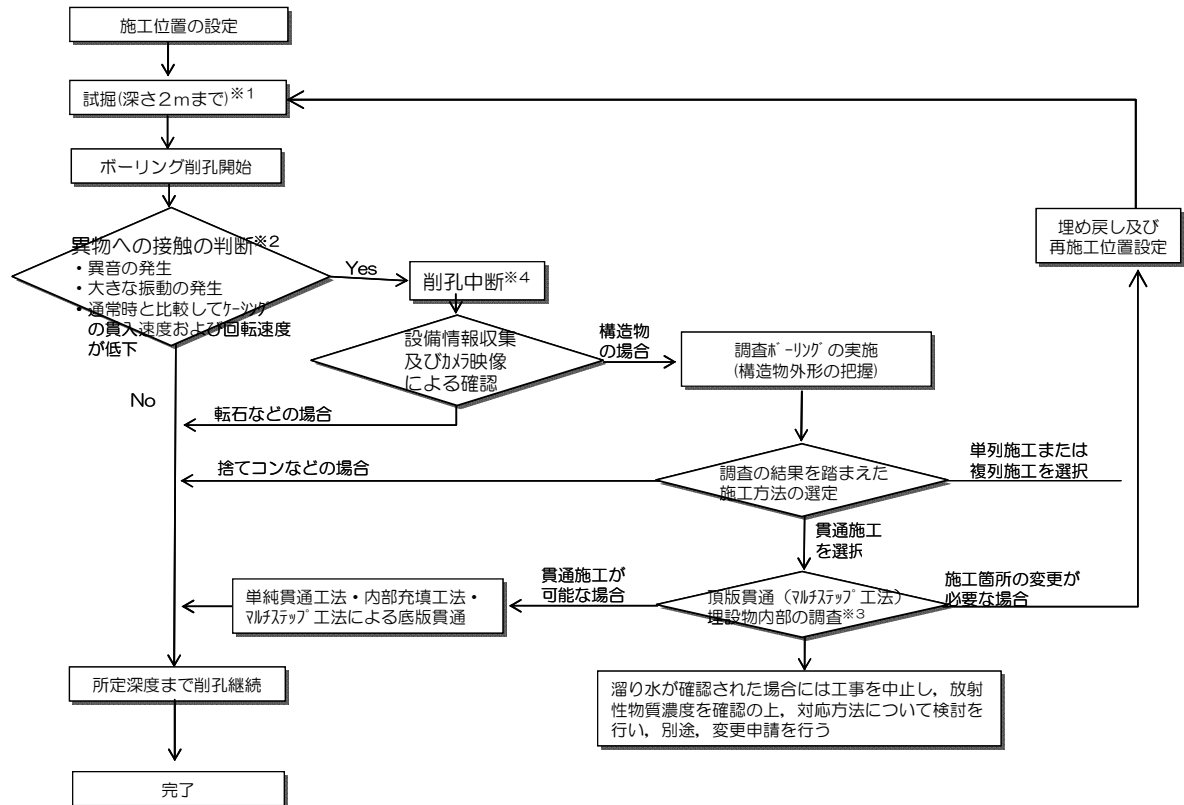 施工位置の設定
試掘(深さ2mまで)※1
ボーリング削孔開始
異物への接触の判断※2
・異音の発生
・大きな振動の発生
・通常時と比較してケーシング
の貫入速度および回転速度
が低下
Yes
No
削孔中断※4
設備情報収集
及びカメラ映像
による確認
構造物
の場合
転石などの場合
調査ボーリングの実施
(構造物外形の把握)
埋め戻し及び
再施工位置設定
捨てコンなどの場合
調査の結果を踏まえた
施工方法の選定
単列施工または
複列施工を選択
貫通施工
を選択
頂版貫通(マルチステップ工法)
埋設物内部の調査※3
施工箇所の変更が
必要な場合
貫通施工が
可能な場合
単純貫通工法・内部充填工法・
マルチステップ工法による底版貫通
溜り水が確認された場合には工事を中止し,放射
性物質濃度を確認の上,対応方法について検討を
行い,別途,変更申請を行う
所定深度まで削孔継続
完了